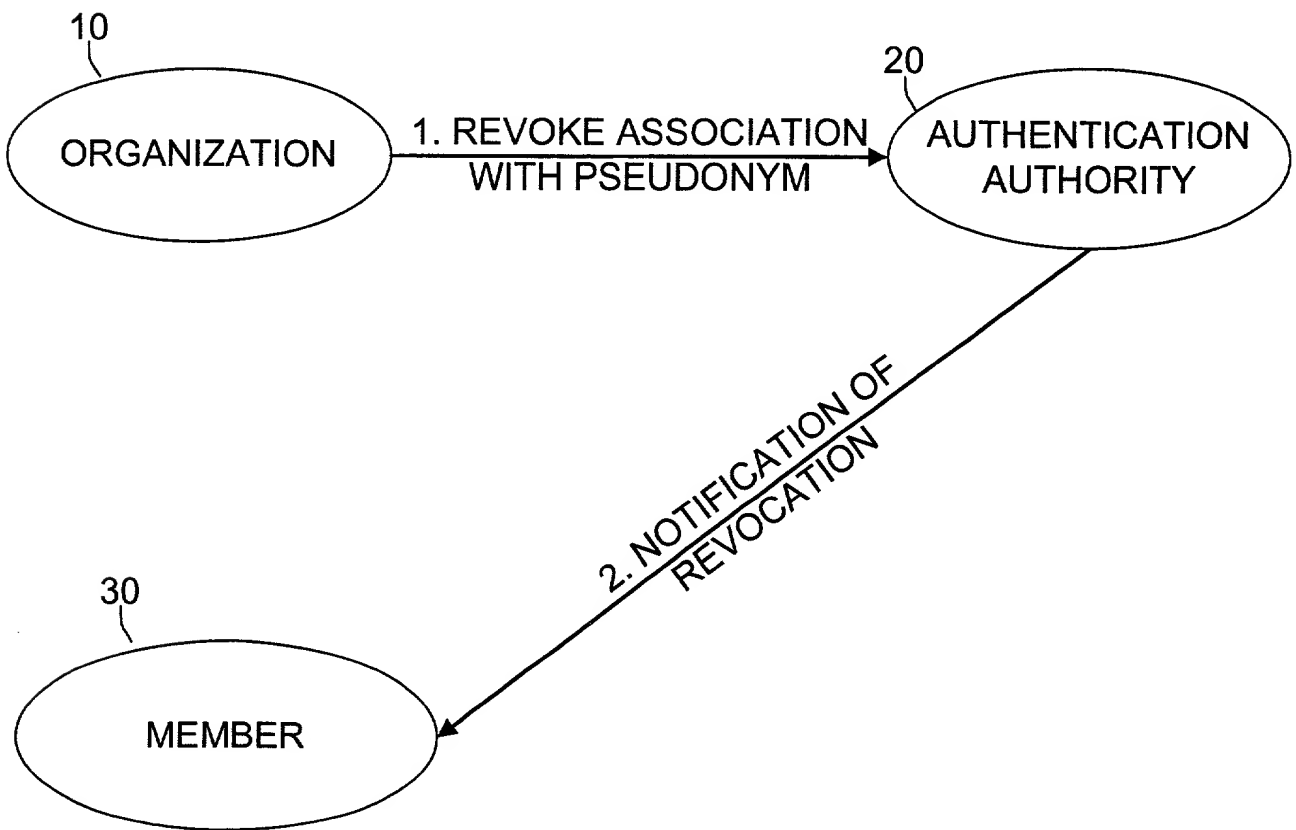 10
ORGANIZATION
1. REVOKE ASSOCIATION
WITH PSEUDONYM
20
AUTHENTICATION
AUTHORITY
2. NOTIFICATION OF
REVOCATION
30
MEMBER